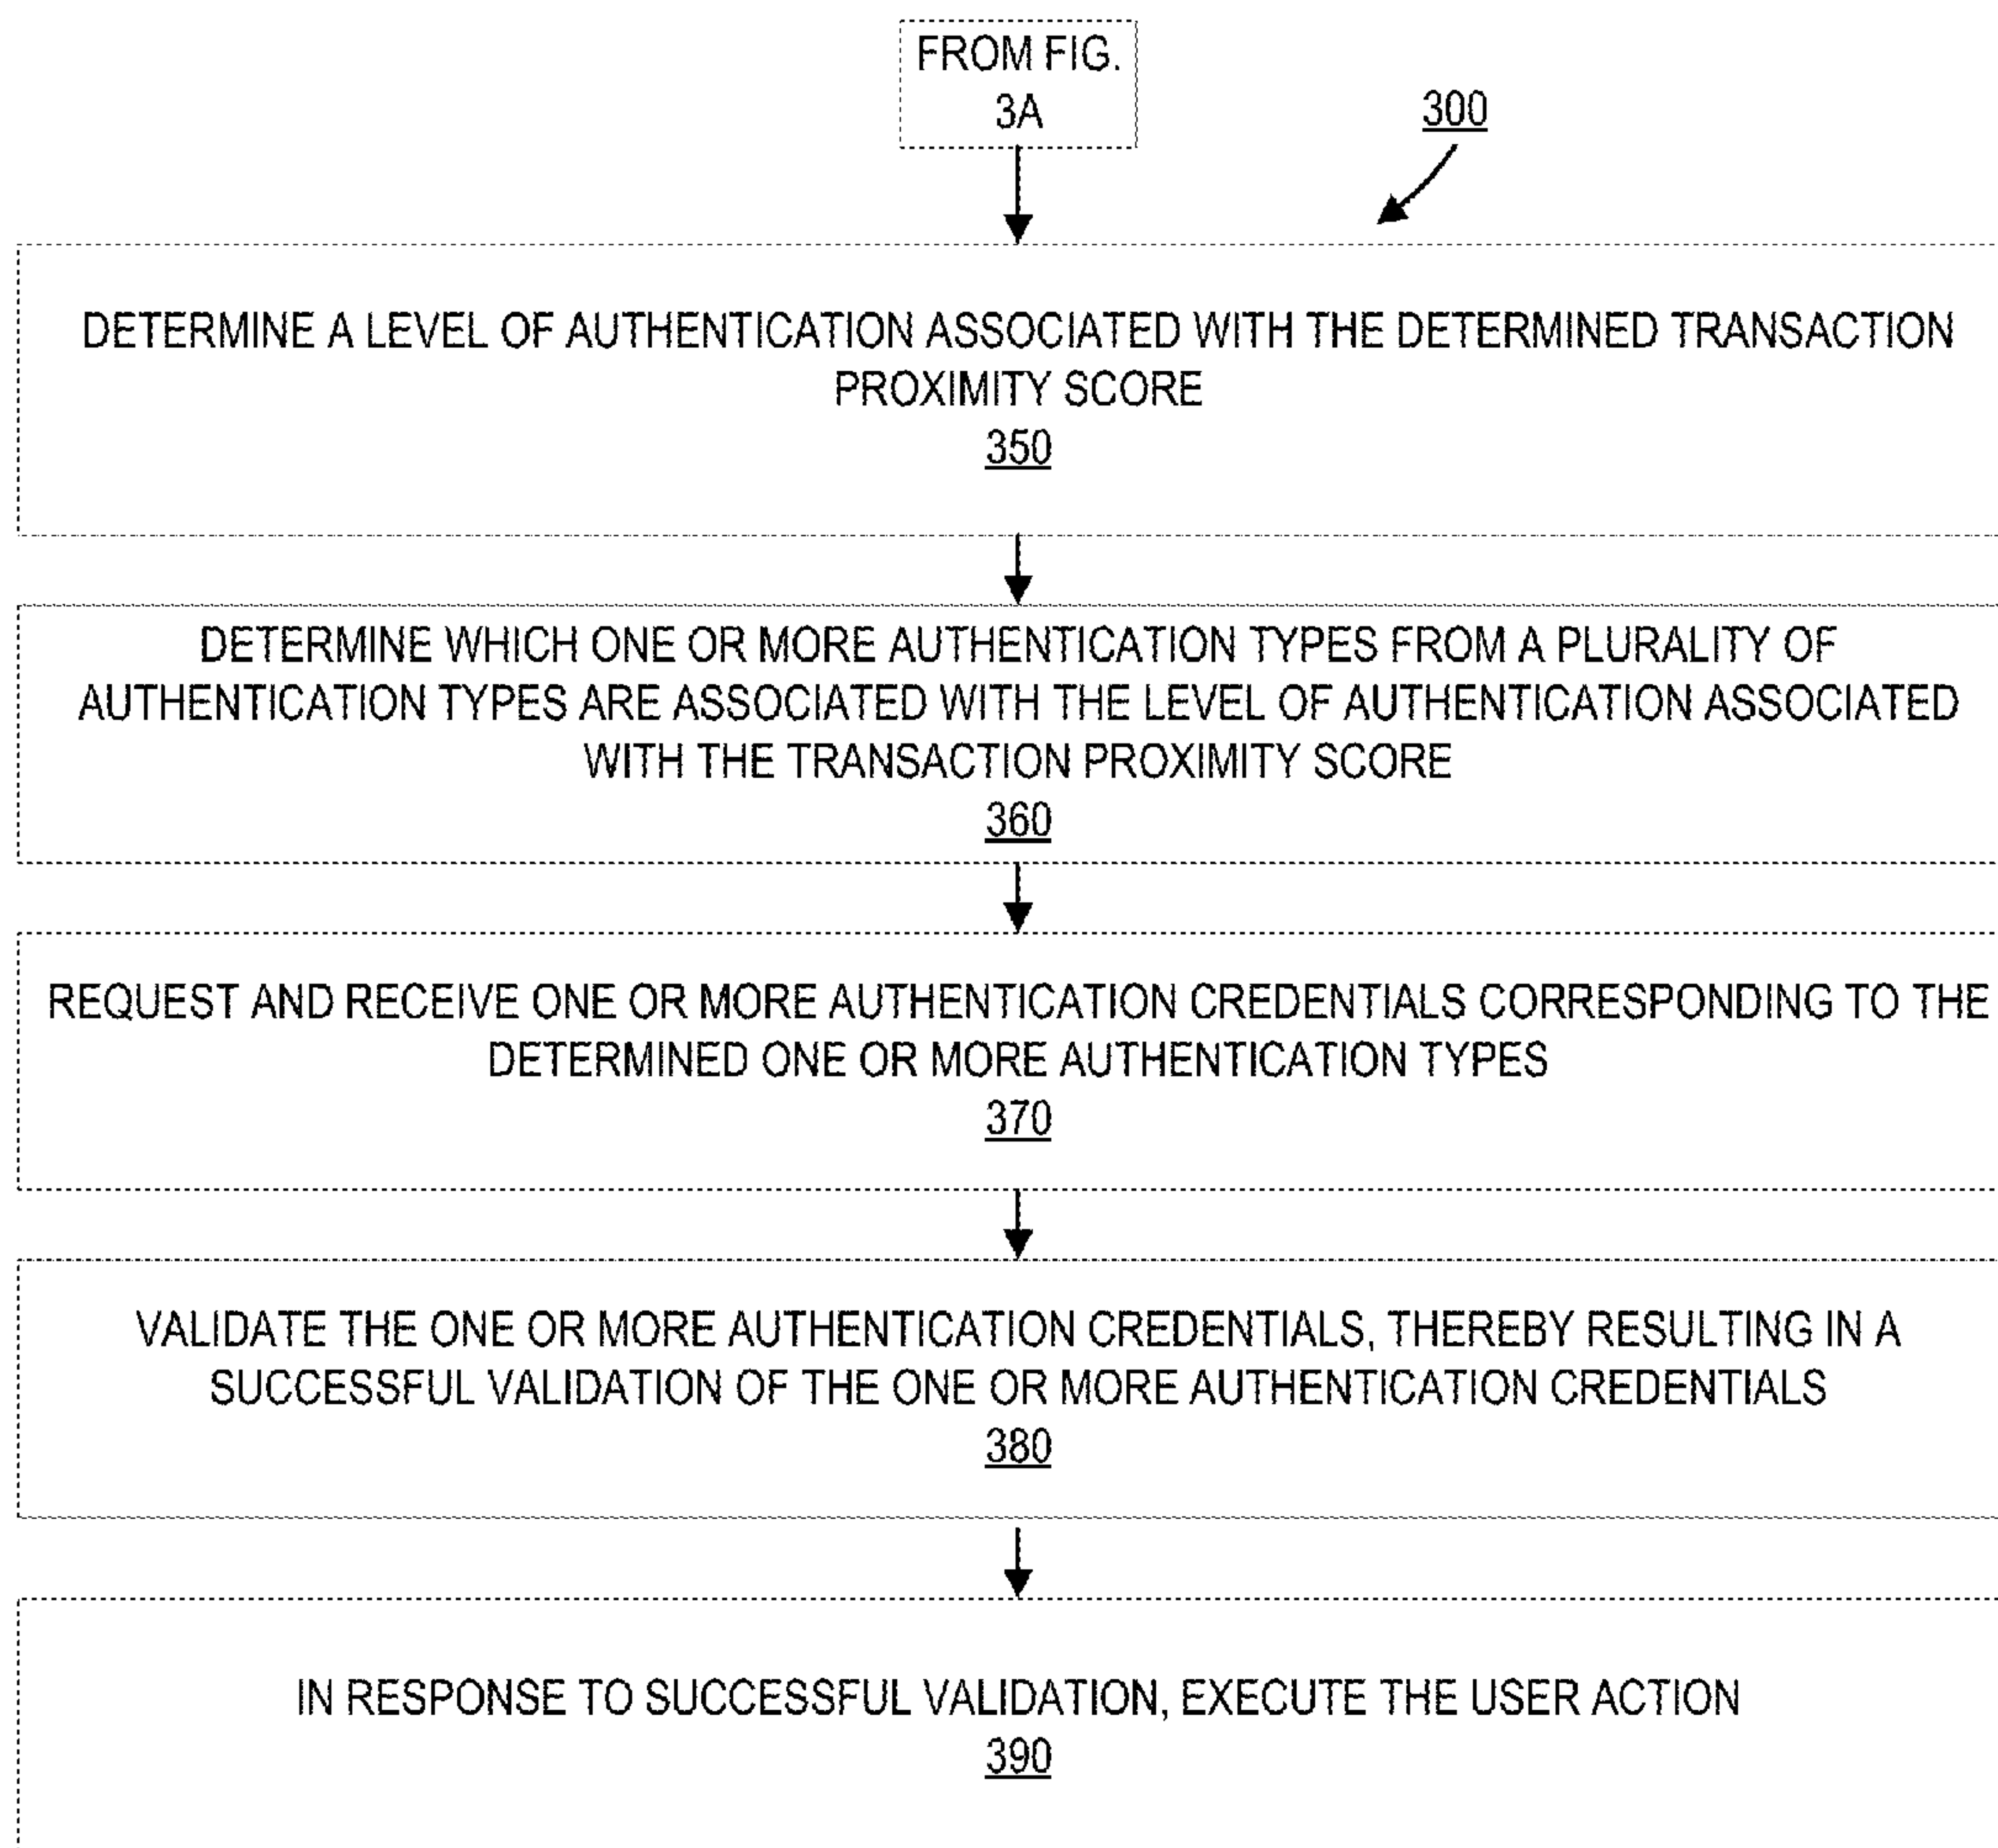 FROM FIG.
3A
300
DETERMINE A LEVEL OF AUTHENTICATION ASSOCIATED WITH THE DETERMINED TRANSACTION
PROXIMITY SCORE
350
DETERMINE WHICH ONE OR MORE AUTHENTICATION TYPES FROM A PLURALITY OF
AUTHENTICATION TYPES ARE ASSOCIATED WITH THE LEVEL OF AUTHENTICATION ASSOCIATED
WITH THE TRANSACTION PROXIMITY SCORE
360
REQUEST AND RECEIVE ONE OR MORE AUTHENTICATION CREDENTIALS CORRESPONDING TO THE
DETERMINED ONE OR MORE AUTHENTICATION TYPES
370
VALIDATE THE ONE OR MORE AUTHENTICATION CREDENTIALS, THEREBY RESULTING IN A
SUCCESSFUL VALIDATION OF THE ONE OR MORE AUTHENTICATION CREDENTIALS
380
IN RESPONSE TO SUCCESSFUL VALIDATION, EXECUTE THE USER ACTION
390